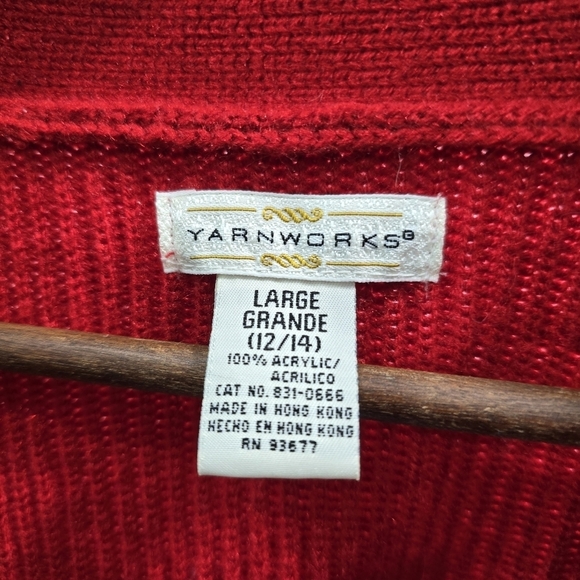 YARNWORKS®
LARGE
GRANDE
(12/14)
100% ACRYLIC/
ACRILICO
CAT NO. 831-0666
MADE IN HONG KONG
HECHO EN HONG KONG
RN 93677